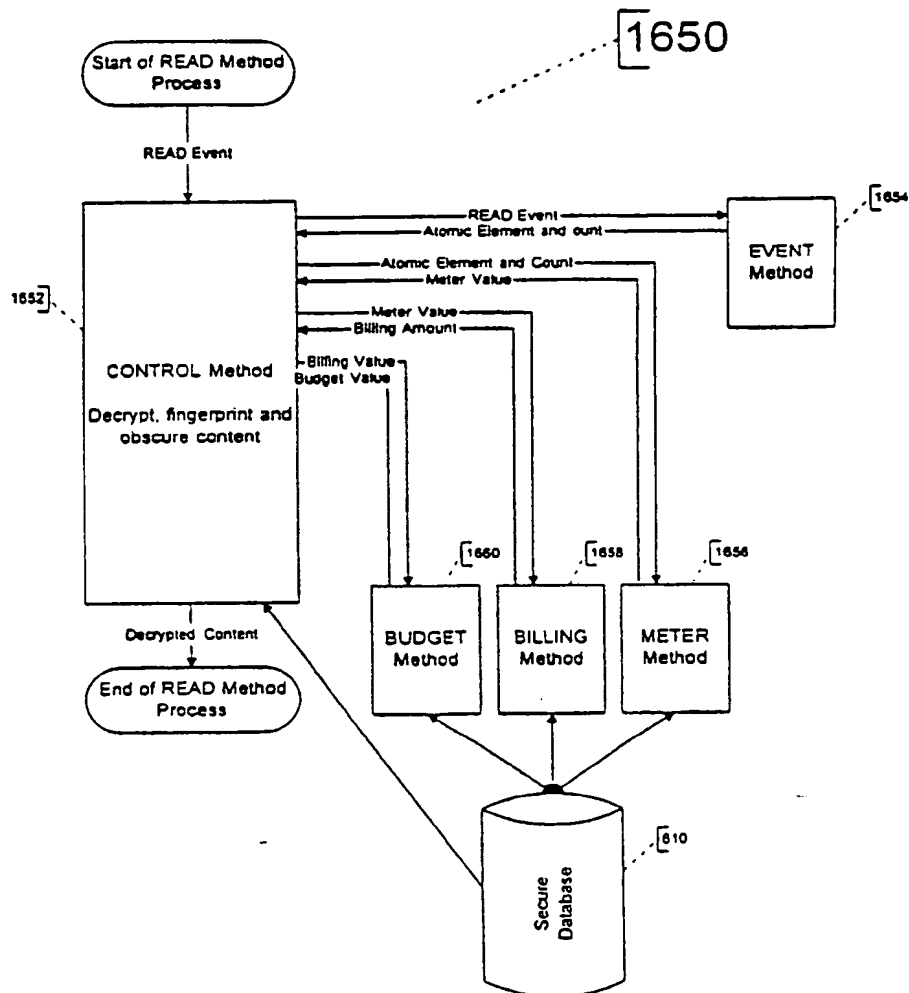 1650
Start of READ Method
Process
READ Event
READ Event
Atomic Element and ount
1654
EVENT
Method
Atomic Element and Count
Meter Value
1652
Meter Value
Billing Amount
Billing Value
Budget Value
CONTROL Method
Decrypt, fingerprint and
obscure content
1660
1658
1656
BUDGET
Method
BILLING
Method
METER
Method
Decrypted Content
End of READ Method
Process
Secure
Database
610